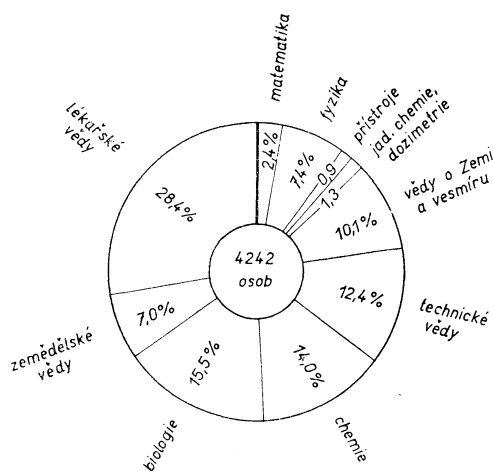 matematika
2,4%
fyzika
7,4%
přístroje
0,9
jad. chemie,
dozimetrie
1,3
vědy o Zemi
a vesmíru
10,1%
technické
vědy
12,4%
chemie
14,0%
biologie
15,5%
zemědělské
vědy
7,0%
lékařské
vědy
28,4%
4242
osob